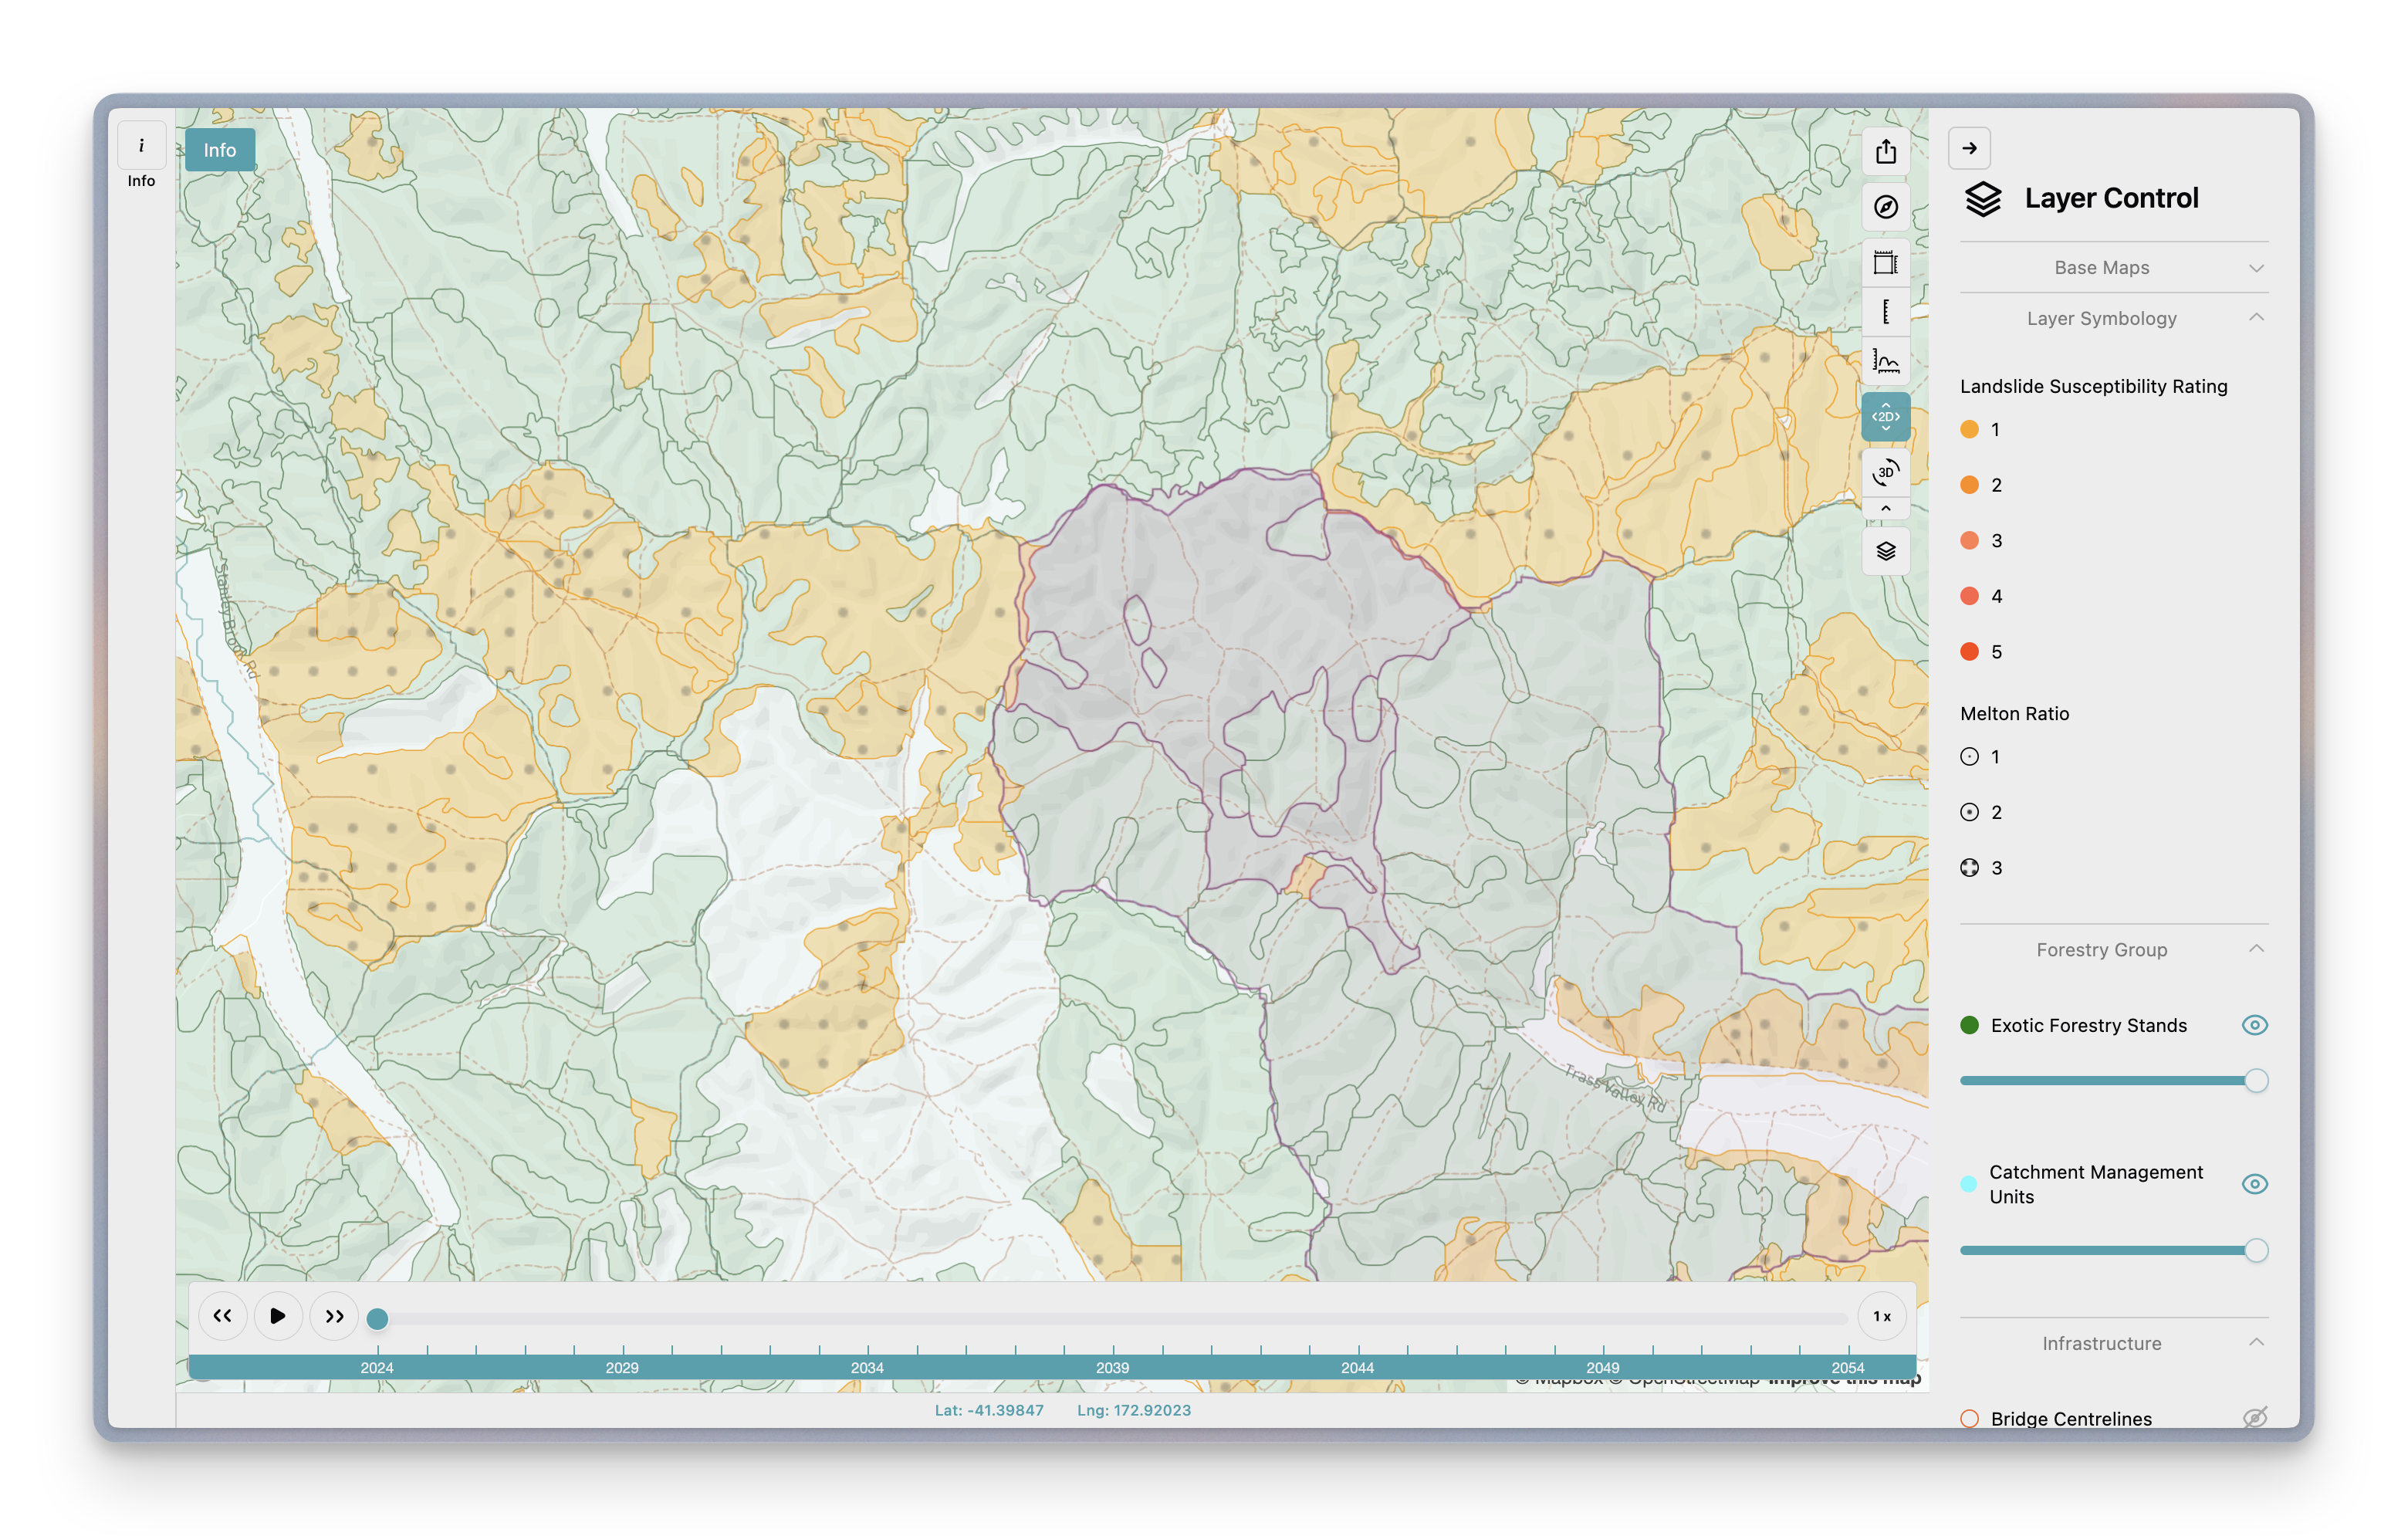 i
Info
Info
Layer Control
Base Maps
Layer Symbology
Landslide Susceptibility Rating
1
2
3
4
5
Melton Ratio
1
2
3
Forestry Group
Exotic Forestry Stands
Catchment Management
Units
Infrastructure
Bridge Centrelines
2D
3D
Stanley Brook Rd
Trass Valley Rd
1 x
2024 2029 2034 2039 2044 2049 2054
© Mapbox © OpenStreetMap Improve this map
Lat: -41.39847 Lng: 172.92023